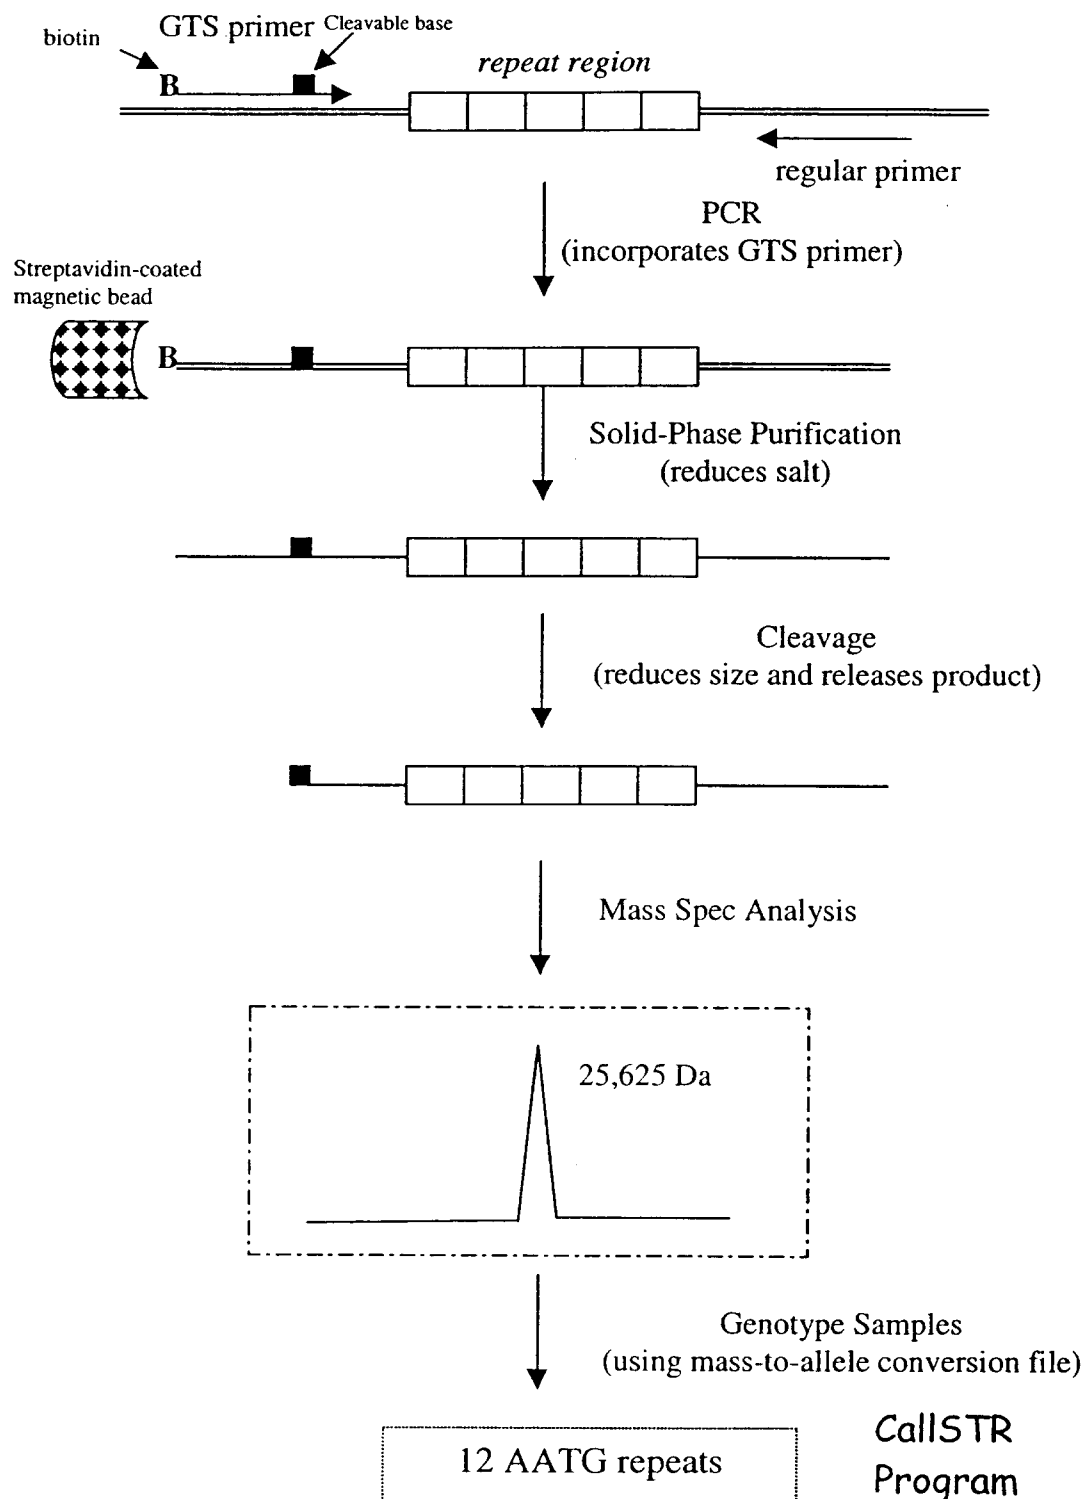 GTS primer
Cleavable base
biotin
B
repeat region
regular primer
PCR
(incorporates GTS primer)
Streptavidin-coated
magnetic bead
B
Solid-Phase Purification
(reduces salt)
Cleavage
(reduces size and releases product)
Mass Spec Analysis
25,625 Da
Genotype Samples
(using mass-to-allele conversion file)
12 AATG repeats
CallSTR
Program